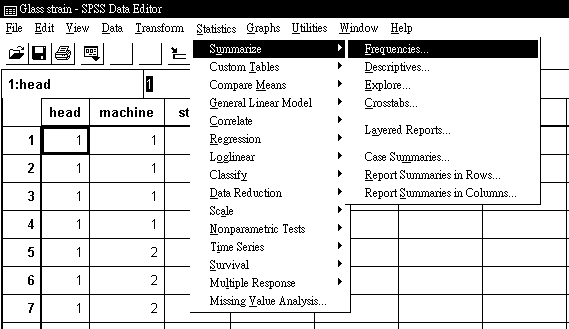 Glass strain - SPSS Data Editor
File Edit View Data Transform Statistics Graphs Utilities Window Help
1:head 1
head machine st
1 1 1
2 1 1
3 1 1
4 1 1
5 1 2
6 1 2
7 1 2
Summarize
Custom Tables
Compare Means
General Linear Model
Correlate
Regression
Loglinear
Classify
Data Reduction
Scale
Nonparametric Tests
Time Series
Survival
Multiple Response
Missing Value Analysis...
Frequencies...
Descriptives...
Explore...
Crosstabs...
Layered Reports...
Case Summaries...
Report Summaries in Rows...
Report Summaries in Columns...